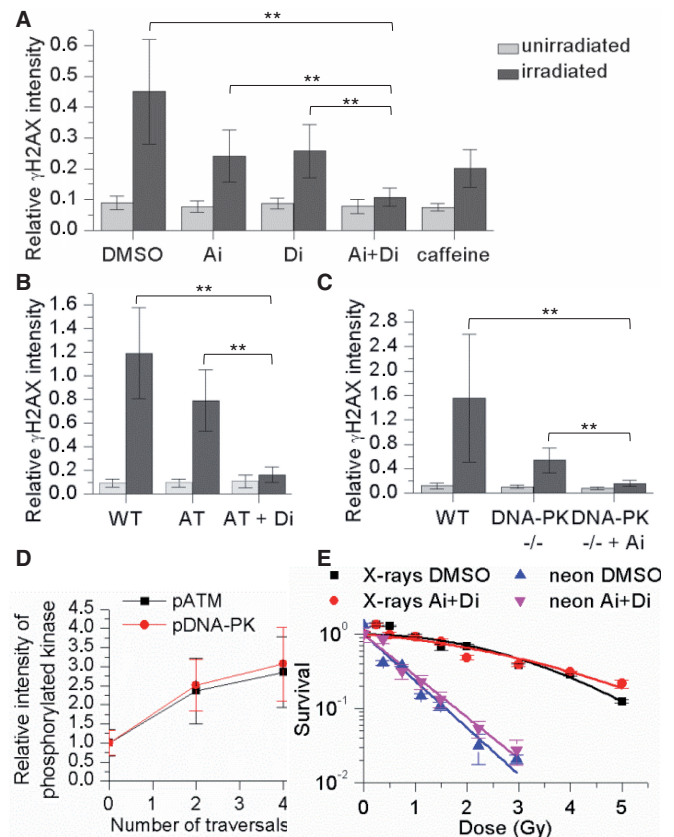 A
**
**
**
unirradiated
irradiated
Relative γH2AX intensity
0.6
0.5
0.4
0.3
0.2
0.1
0.0
DMSO Ai Di Ai+Di caffeine
B
**
**
Relative γH2AX intensity
1.6
1.4
1.2
1.0
0.8
0.6
0.4
0.2
0.0
WT AT AT + Di
C
**
**
Relative γH2AX intensity
2.8
2.4
2.0
1.6
1.2
0.8
0.4
0.0
WT DNA-PK DNA-PK
-/- -/- + Ai
D
pATM
pDNA-PK
Relative intensity of
phosphorylated kinase
4.5
4.0
3.5
3.0
2.5
2.0
1.5
1.0
0.5
0.0
0 1 2 3 4
Number of traversals
E
X-rays DMSO neon DMSO
X-rays Ai+Di neon Ai+Di
Survival
10⁰
10⁻¹
10⁻²
0 1 2 3 4 5
Dose (Gy)